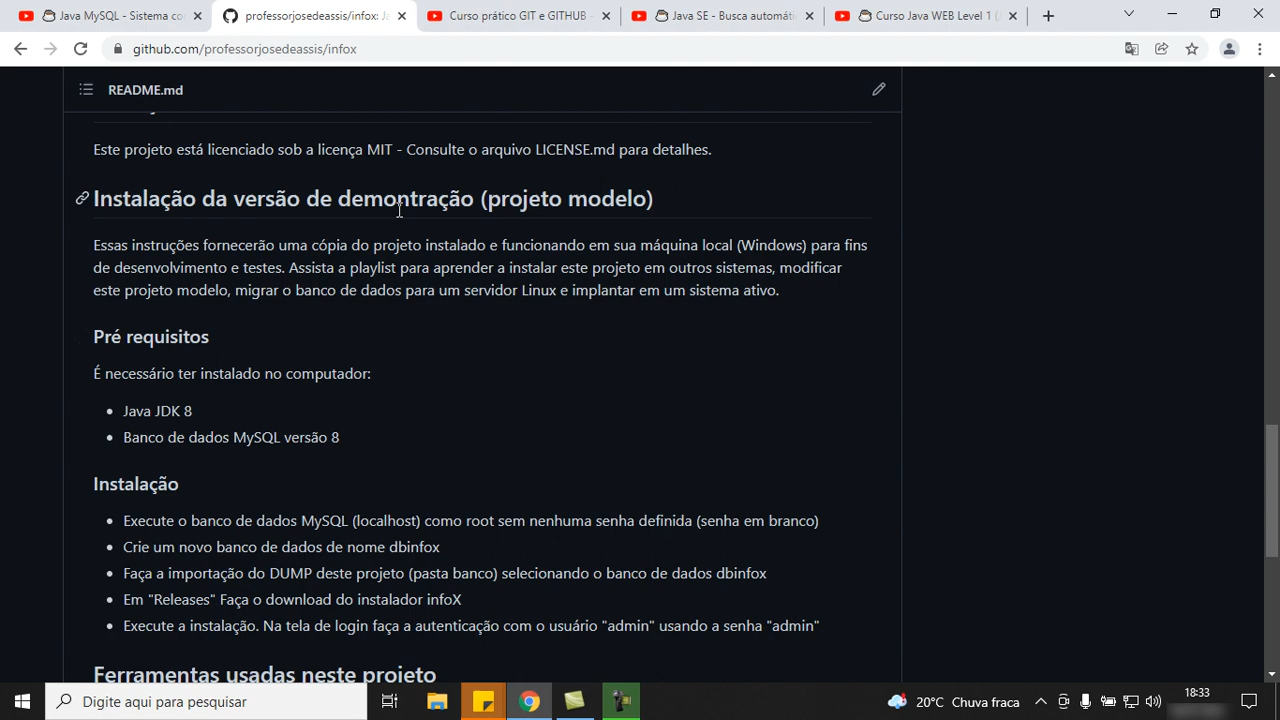 Java MySQL - Sistema co
professorjosedeassis/infox: J
Curso prático GIT e GITHUB -
Java SE - Busca automáti
Curso Java WEB Level 1 (
github.com/professorjosedeassis/infox
README.md
Este projeto está licenciado sob a licença MIT - Consulte o arquivo LICENSE.md para detalhes.
Instalação da versão de demontração (projeto modelo)
Essas instruções fornecerão uma cópia do projeto instalado e funcionando em sua máquina local (Windows) para fins
de desenvolvimento e testes. Assista a playlist para aprender a instalar este projeto em outros sistemas, modificar
este projeto modelo, migrar o banco de dados para um servidor Linux e implantar em um sistema ativo.
Pré requisitos
É necessário ter instalado no computador:
• Java JDK 8
• Banco de dados MySQL versão 8
Instalação
• Execute o banco de dados MySQL (localhost) como root sem nenhuma senha definida (senha em branco)
• Crie um novo banco de dados de nome dbinfox
• Faça a importação do DUMP deste projeto (pasta banco) selecionando o banco de dados dbinfox
• Em "Releases" Faça o download do instalador infoX
• Execute a instalação. Na tela de login faça a autenticação com o usuário "admin" usando a senha "admin"
Ferramentas usadas neste projeto
Digite aqui para pesquisar
20°C Chuva fraca
18:33